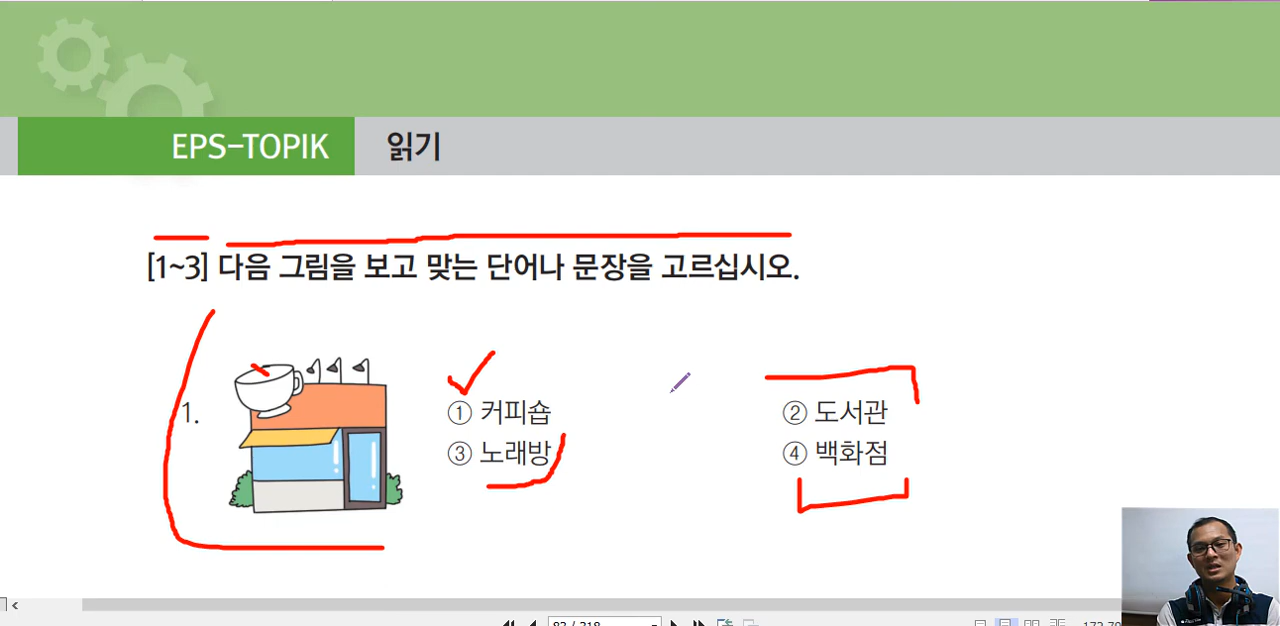 EPS-TOPIK 읽기
[1~3] 다음 그림을 보고 맞는 단어나 문장을 고르십시오.
1.
① 커피숍 ② 도서관
③ 노래방 ④ 백화점